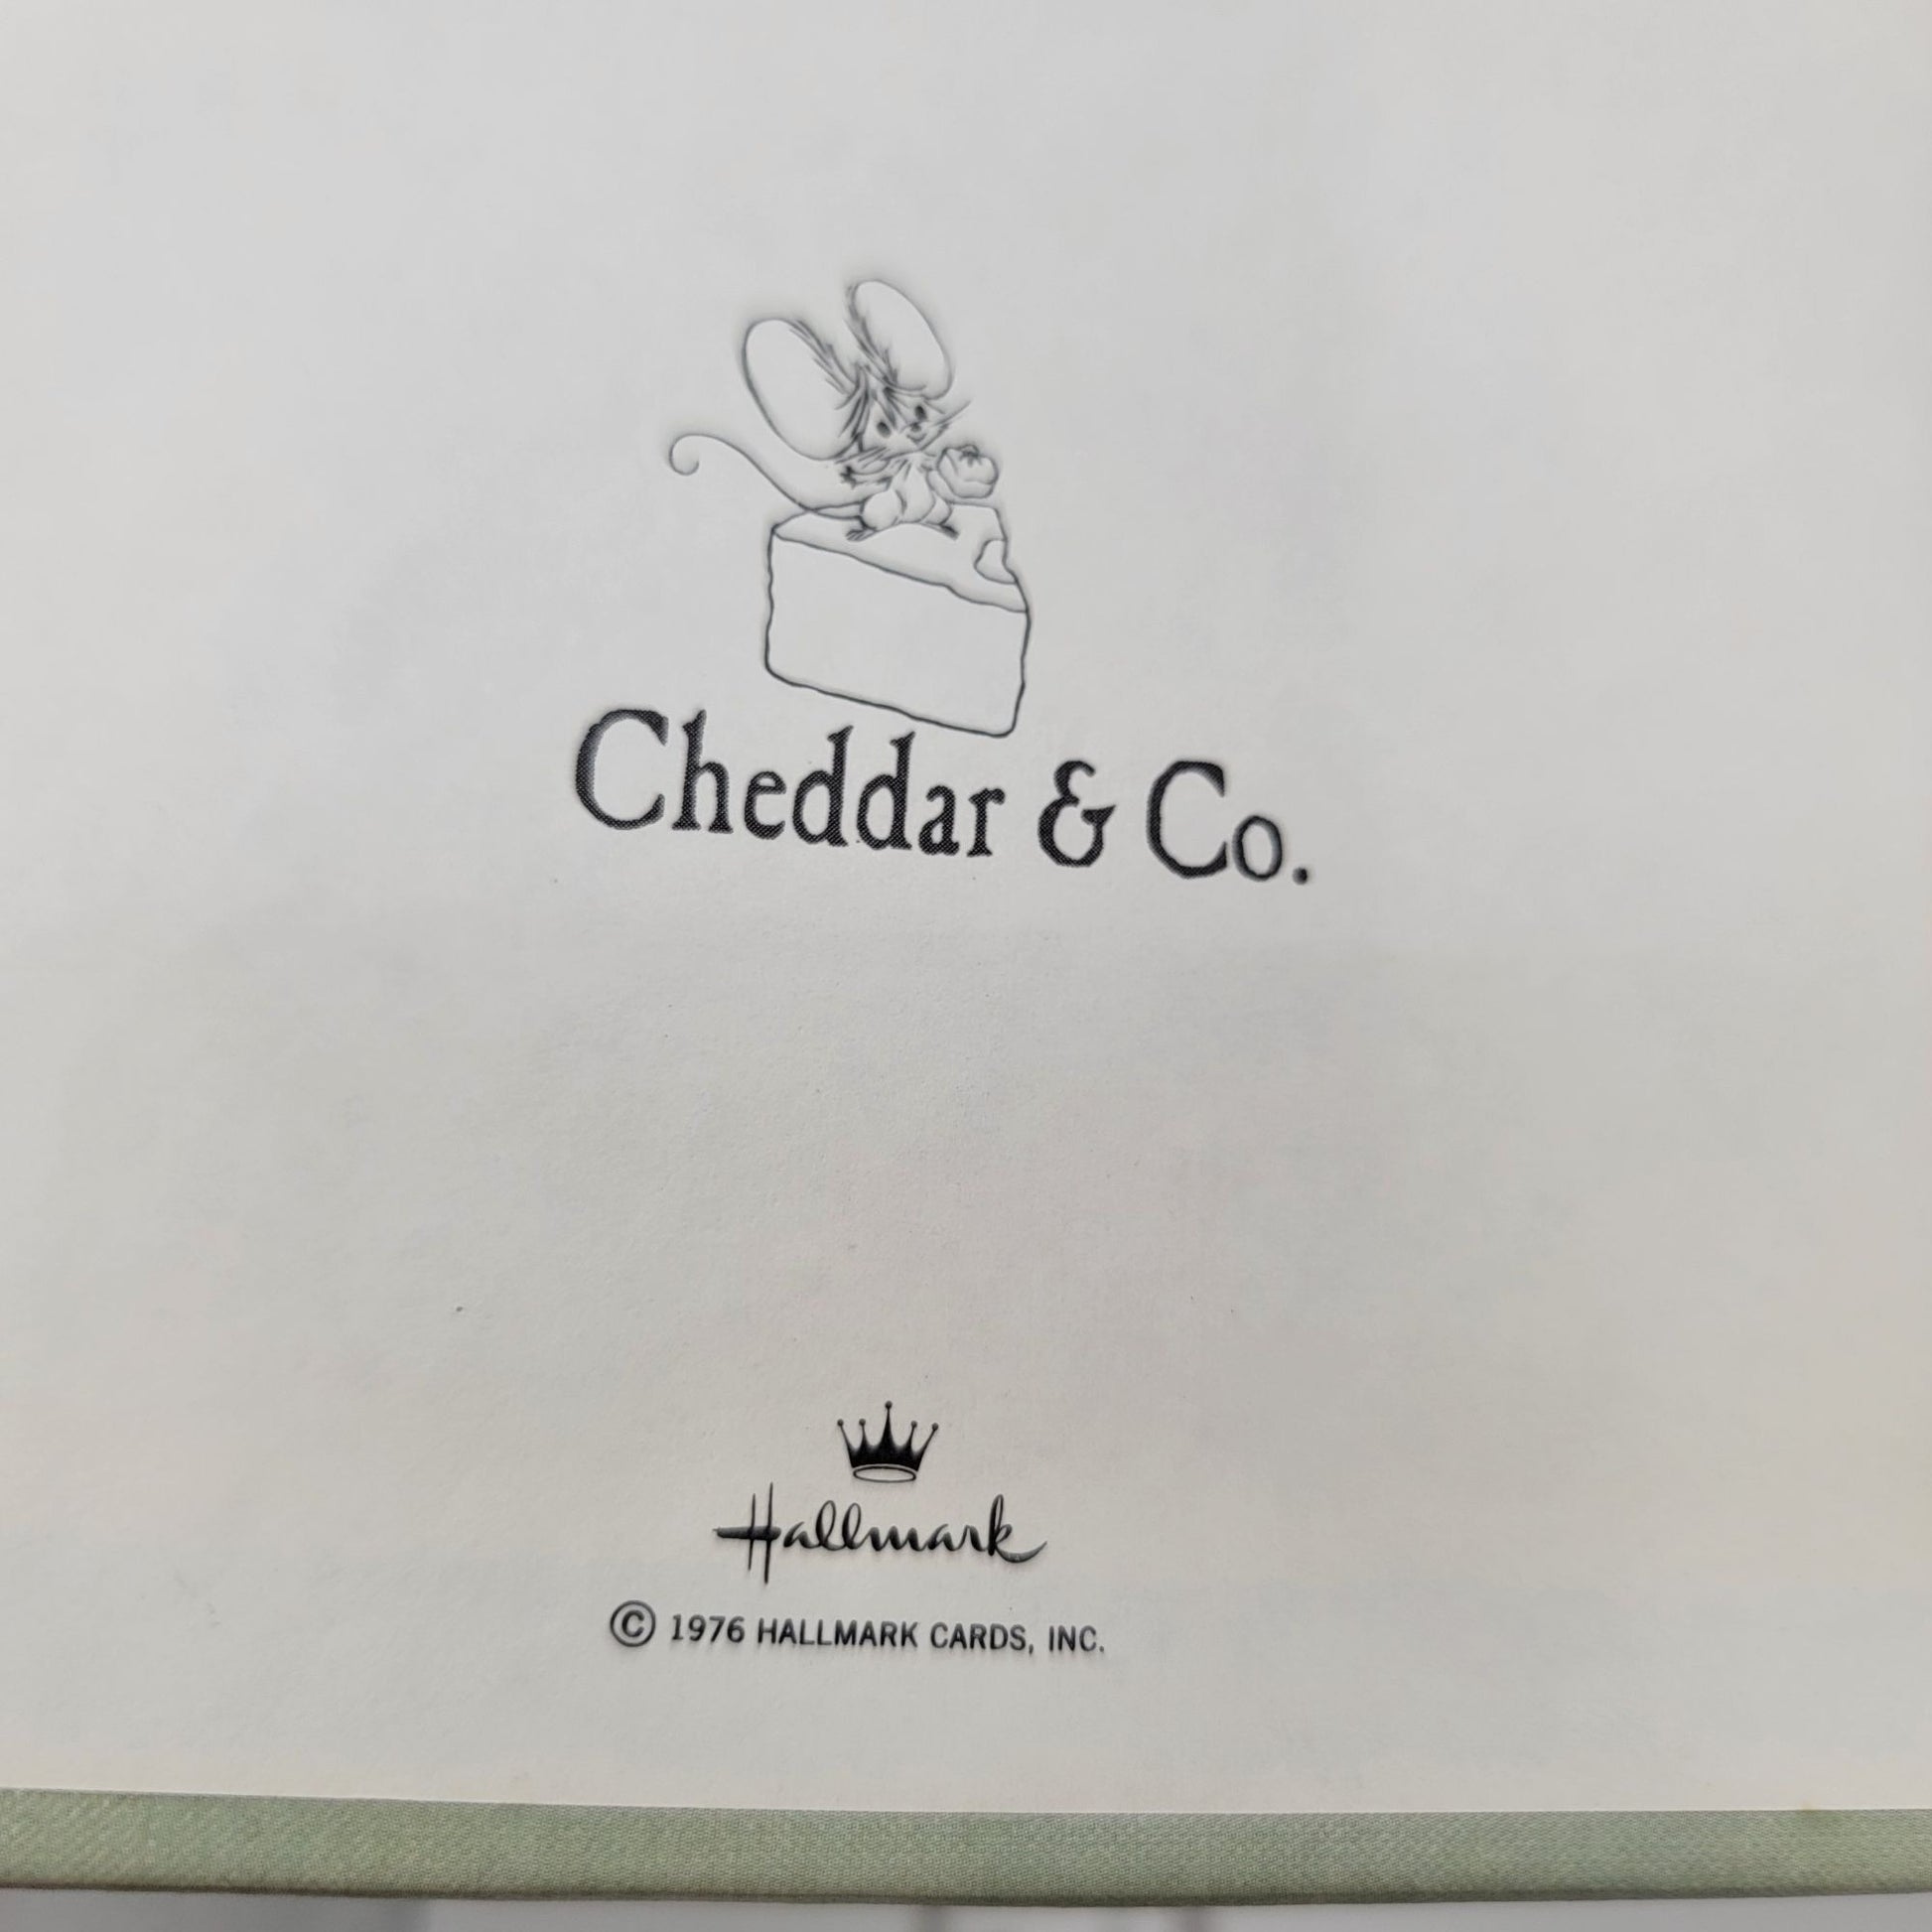 Cheddar & Co.
Hallmark
© 1976 HALLMARK CARDS, INC.